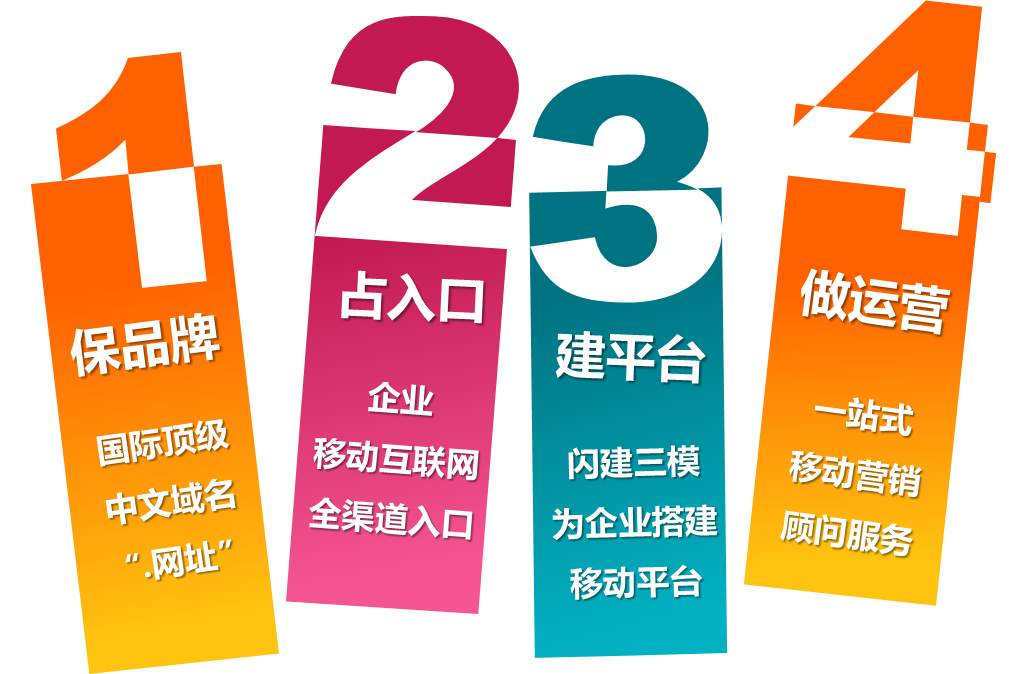 1
保品牌
国际顶级
中文域名
“.网址”
2
占入口
企业
移动互联网
全渠道入口
3
建平台
闪建三模
为企业搭建
移动平台
4
做运营
一站式
移动营销
顾问服务